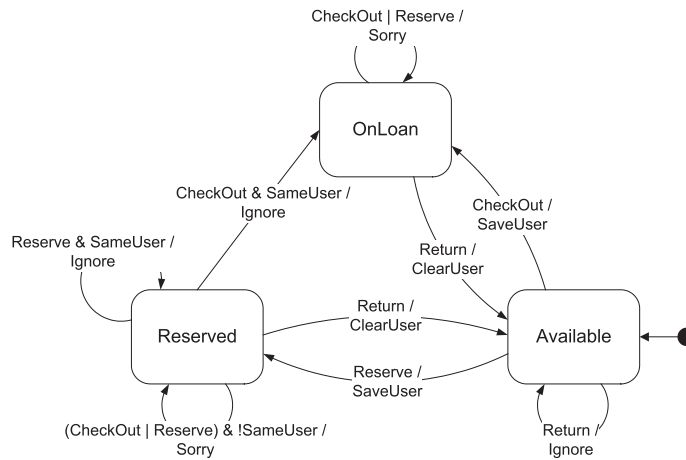 CheckOut | Reserve /
Sorry
OnLoan
CheckOut & SameUser /
Ignore
CheckOut /
SaveUser
Reserve & SameUser /
Ignore
Return /
ClearUser
Reserved
Return /
ClearUser
Available
Reserve /
SaveUser
(CheckOut | Reserve) & !SameUser /
Sorry
Return /
Ignore